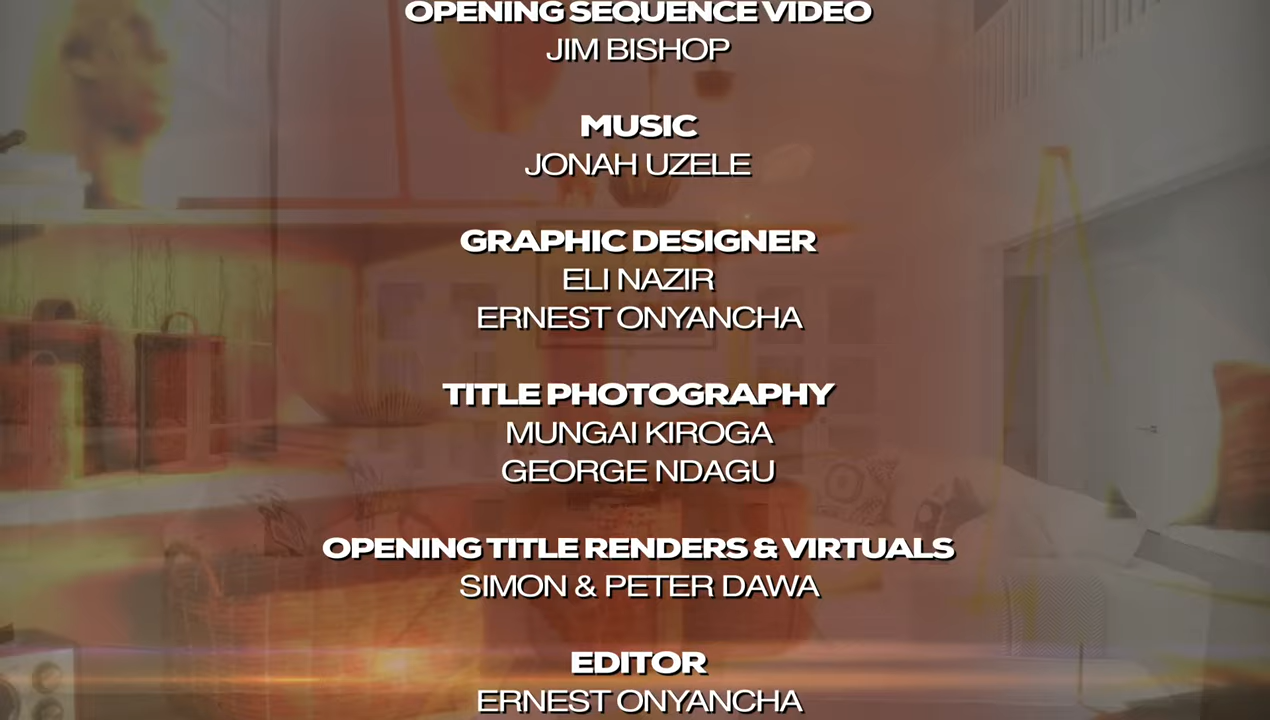 OPENING SEQUENCE VIDEO
JIM BISHOP
MUSIC
JONAH UZELE
GRAPHIC DESIGNER
ELI NAZIR
ERNEST ONYANCHA
TITLE PHOTOGRAPHY
MUNGAI KIROGA
GEORGE NDAGU
OPENING TITLE RENDERS & VIRTUALS
SIMON & PETER DAWA
EDITOR
ERNEST ONYANCHA